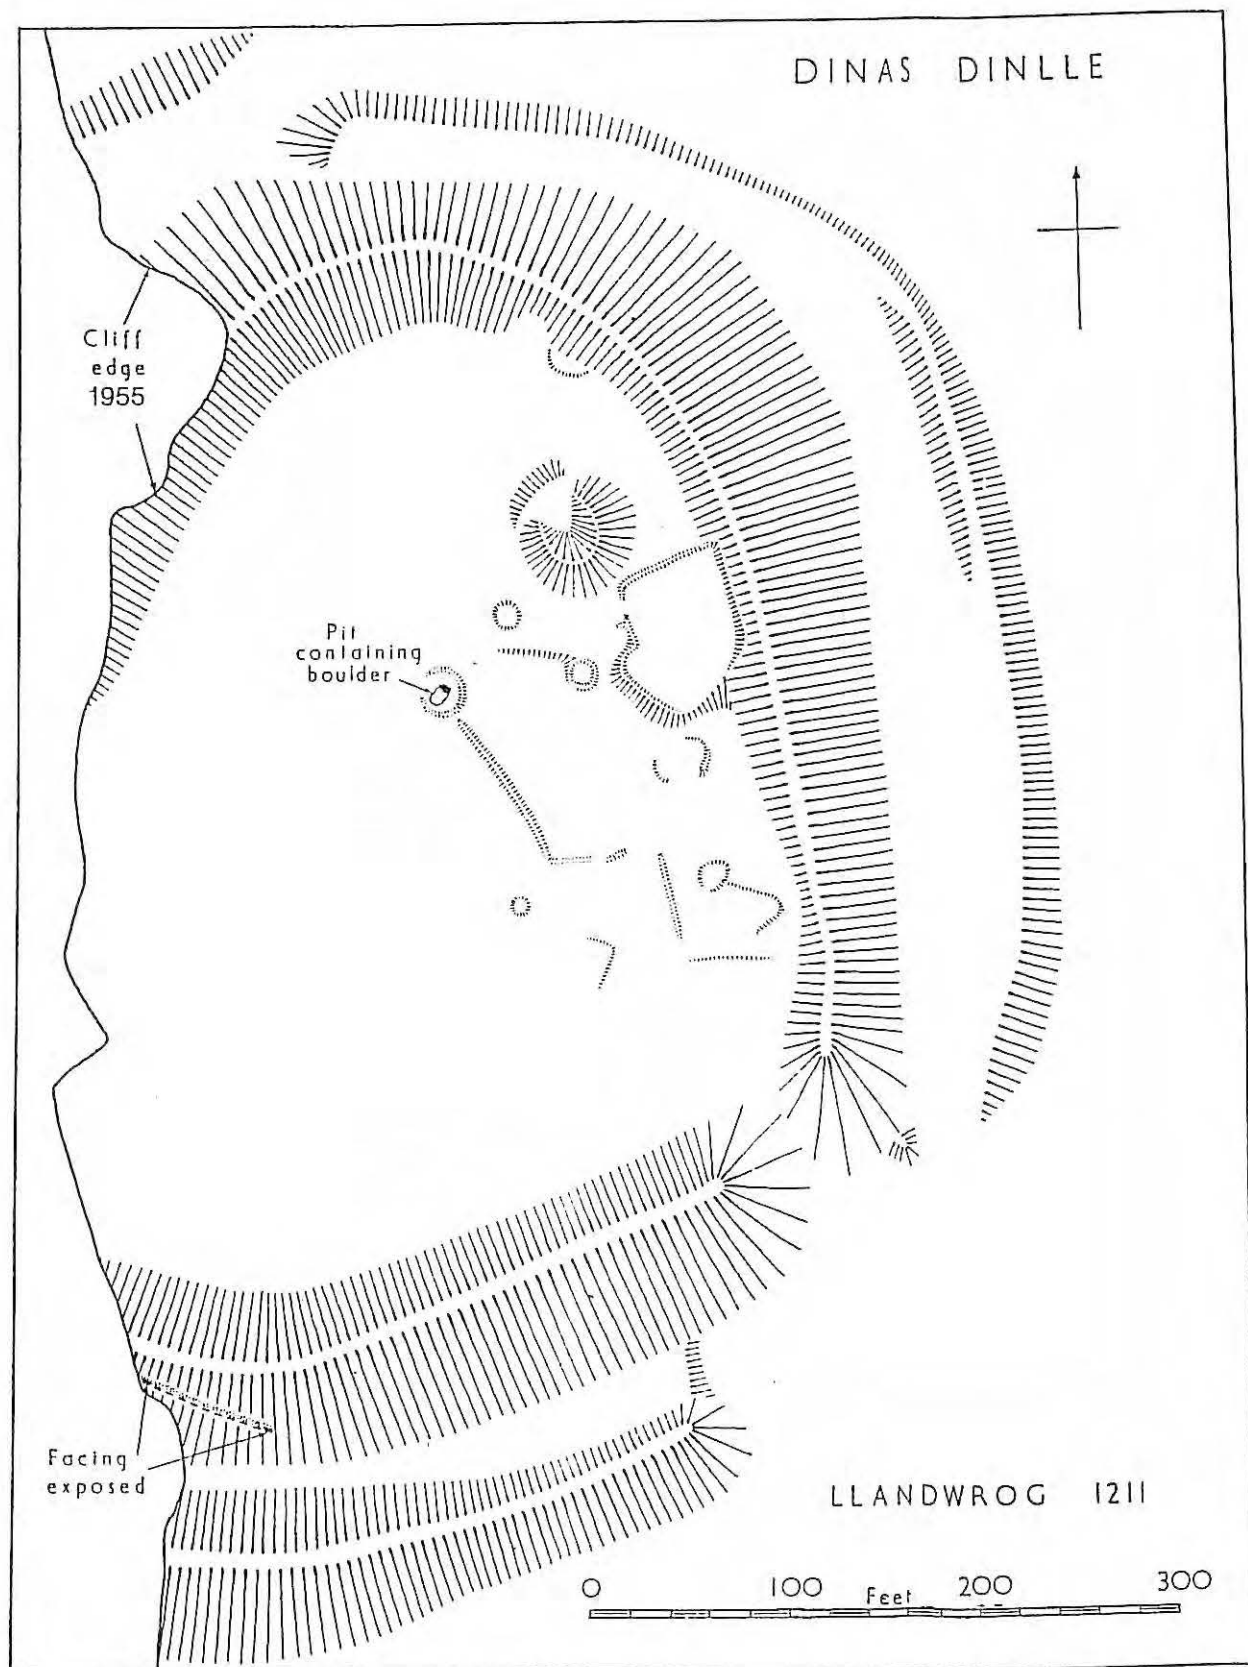 DINAS DINLLE
Cliff
edge
1955
Pit
containing
boulder
Facing
exposed
LLANDWROG 1211
0 100 200 300
Feet